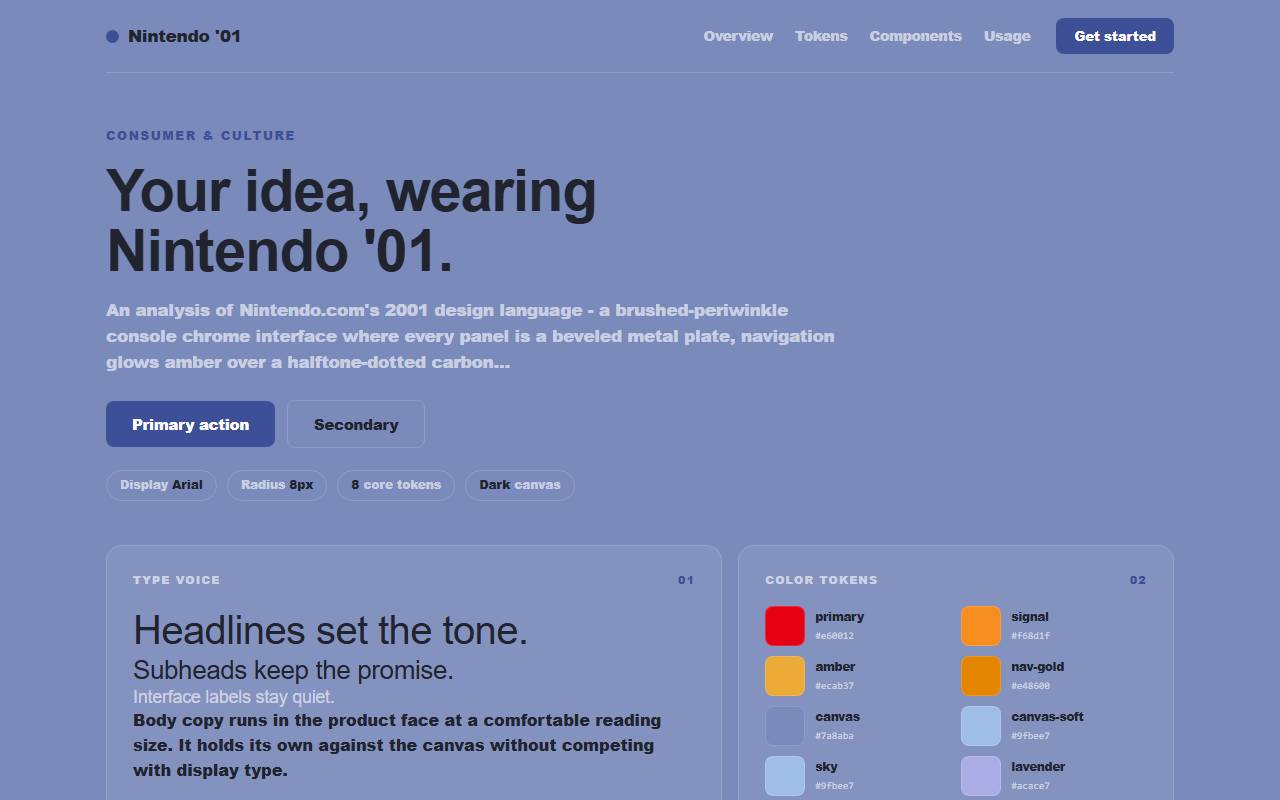 Nintendo '01
Overview Tokens Components Usage Get started
CONSUMER & CULTURE
Your idea, wearing
Nintendo '01.
An analysis of Nintendo.com's 2001 design language - a brushed-periwinkle
console chrome interface where every panel is a beveled metal plate, navigation
glows amber over a halftone-dotted carbon...
Primary action Secondary
Display Arial Radius 8px 8 core tokens Dark canvas
TYPE VOICE 01
Headlines set the tone.
Subheads keep the promise.
Interface labels stay quiet.
Body copy runs in the product face at a comfortable reading
size. It holds its own against the canvas without competing
with display type.
COLOR TOKENS 02
primary
#e60012
signal
#f68d1f
amber
#ecab37
nav-gold
#e48600
canvas
#7a8aba
canvas-soft
#9fbee7
sky
#9fbee7
lavender
#acace7